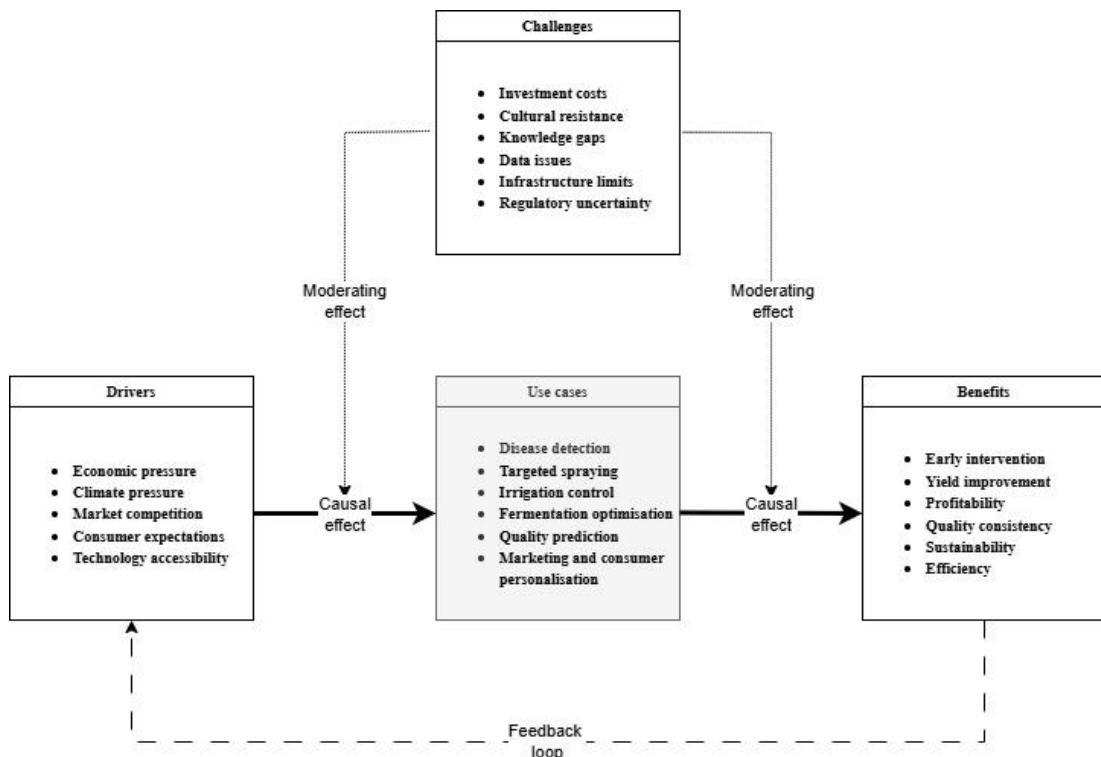 Challenges
• Investment costs
• Cultural resistance
• Knowledge gaps
• Data issues
• Infrastructure limits
• Regulatory uncertainty
Moderating
effect
Moderating
effect
Drivers
• Economic pressure
• Climate pressure
• Market competition
• Consumer expectations
• Technology accessibility
Causal
effect
Use cases
• Disease detection
• Targeted spraying
• Irrigation control
• Fermentation optimisation
• Quality prediction
• Marketing and consumer
personalisation
Causal
effect
Benefits
• Early intervention
• Yield improvement
• Profitability
• Quality consistency
• Sustainability
• Efficiency
Feedback
loop